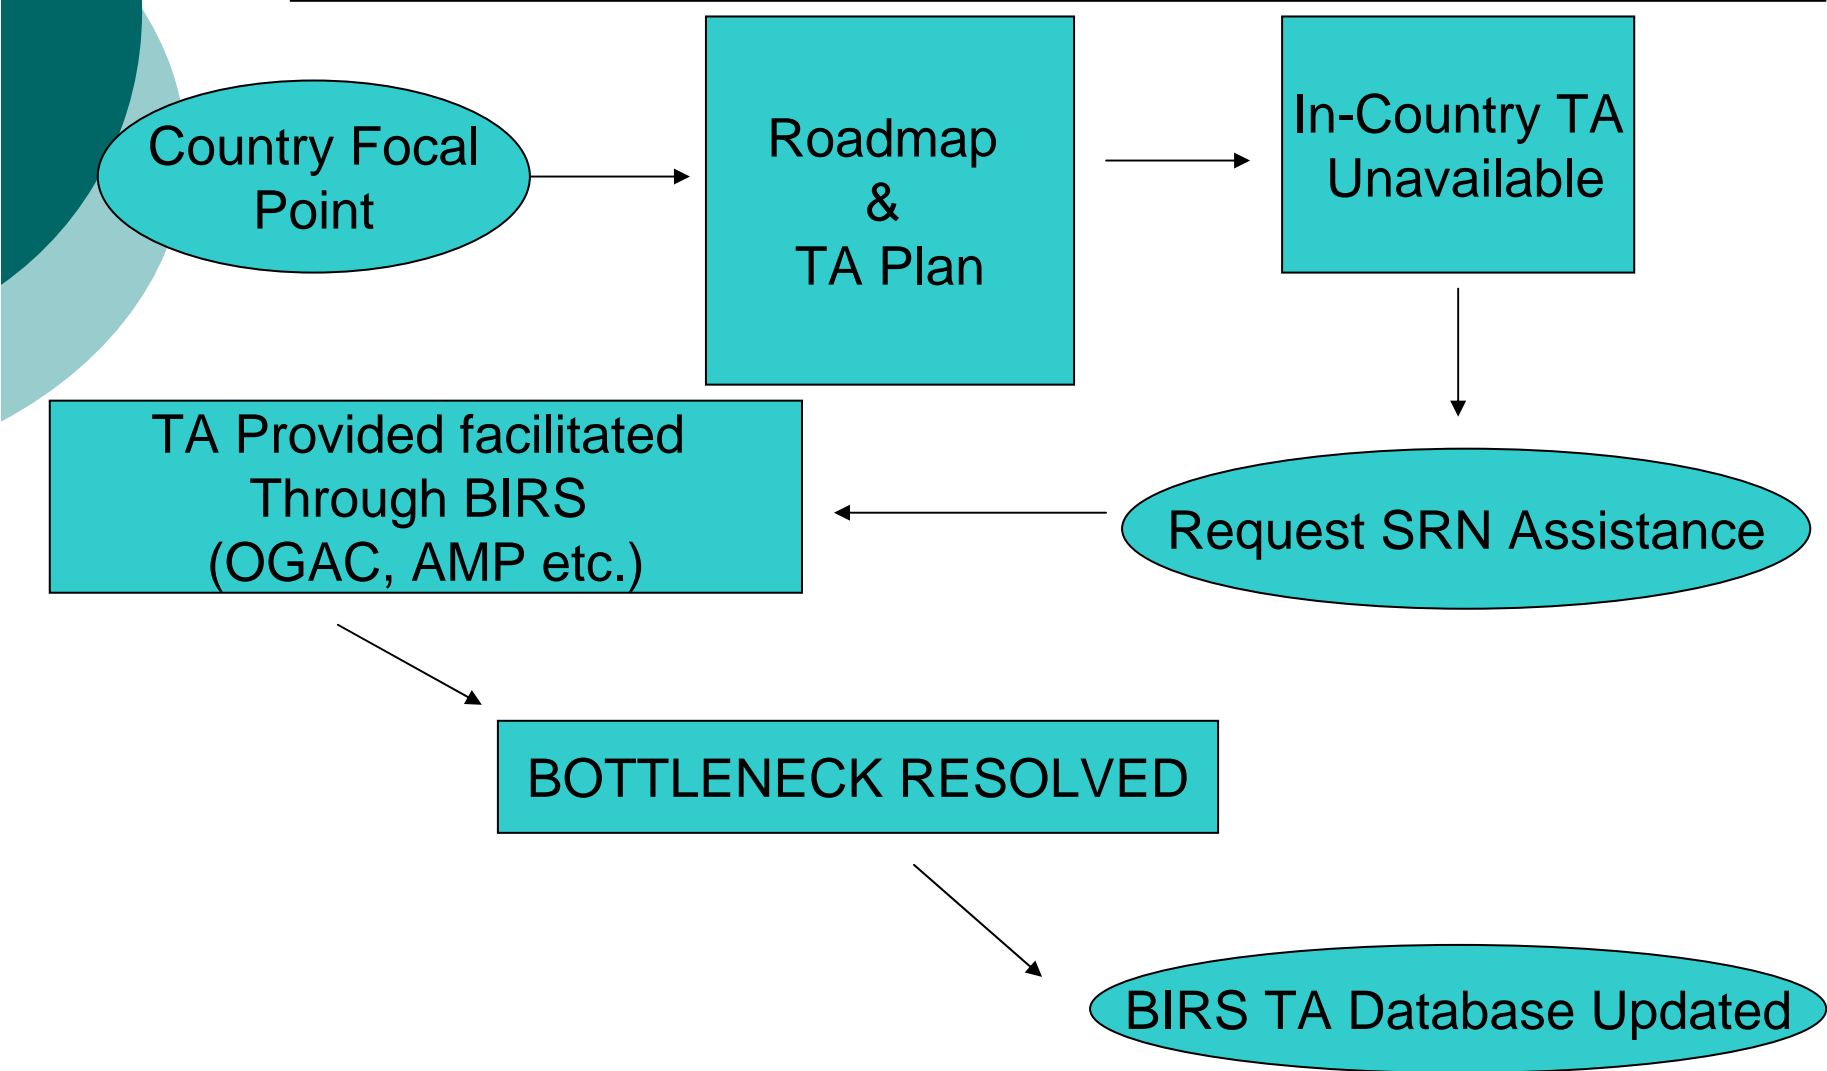 Country Focal
Point
Roadmap
&
TA Plan
In-Country TA
Unavailable
Request SRN Assistance
TA Provided facilitated
Through BIRS
(OGAC, AMP etc.)
BOTTLENECK RESOLVED
BIRS TA Database Updated